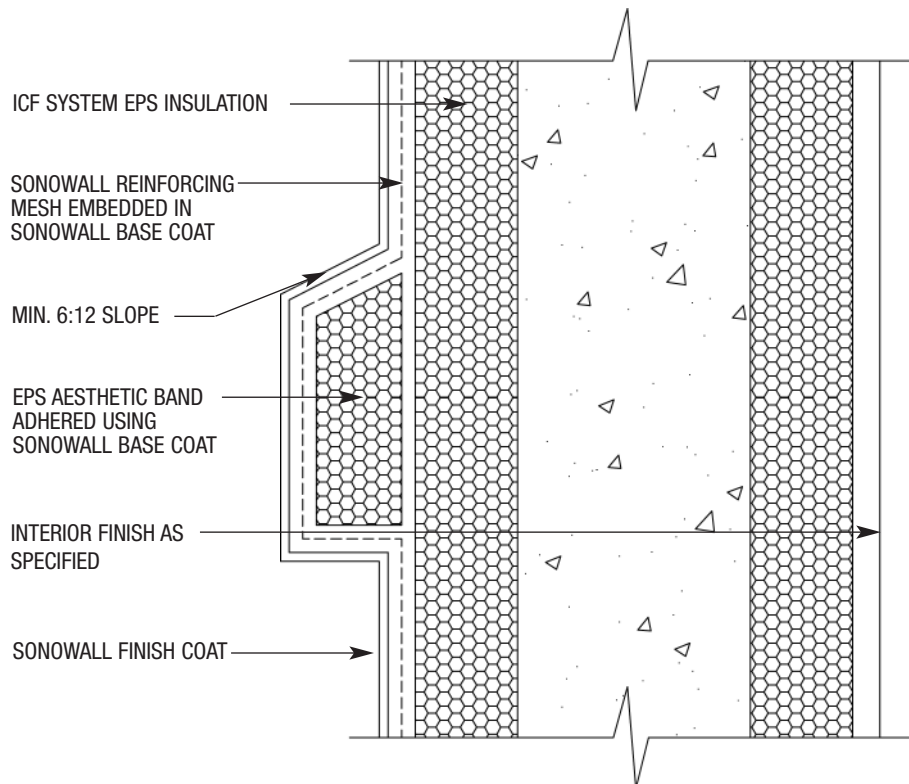 ICF SYSTEM EPS INSULATION
SONOWALL REINFORCING
MESH EMBEDDED IN
SONOWALL BASE COAT
MIN. 6:12 SLOPE
EPS AESTHETIC BAND
ADHERED USING
SONOWALL BASE COAT
INTERIOR FINISH AS
SPECIFIED
SONOWALL FINISH COAT